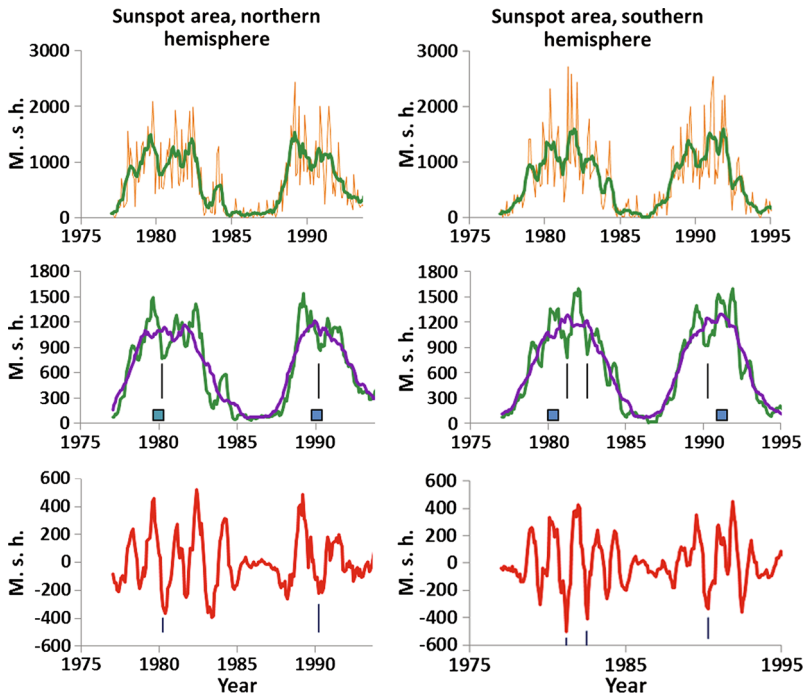 Sunspot area, northern
hemisphere
Sunspot area, southern
hemisphere
3000
2000
1000
0
M. .s .h.
1975 1980 1985 1990
3000
2000
1000
0
M. s. h.
1975 1980 1985 1990 1995
1800
1500
1200
900
600
300
0
M. s. h.
1975 1980 1985 1990
1800
1500
1200
900
600
300
0
M. s. h.
1975 1980 1985 1990 1995
600
400
200
0
-200
-400
-600
M. s. h.
1975 1980 1985 1990
Year
600
400
200
0
-200
-400
-600
M. s. h.
1975 1985 1995
Year